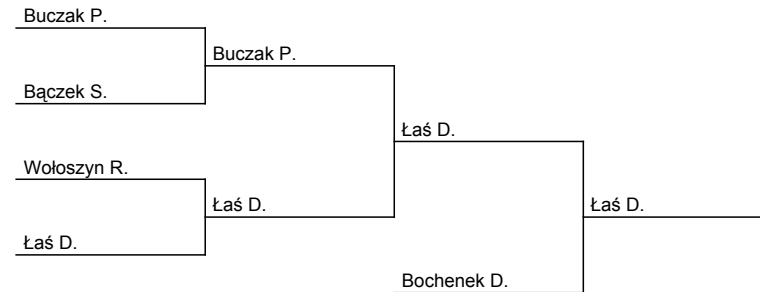 Buczak P.
Buczak P.
Bączek S.
Łaś D.
Wołoszyn R.
Łaś D.
Łaś D.
Łaś D.
Bochenek D.